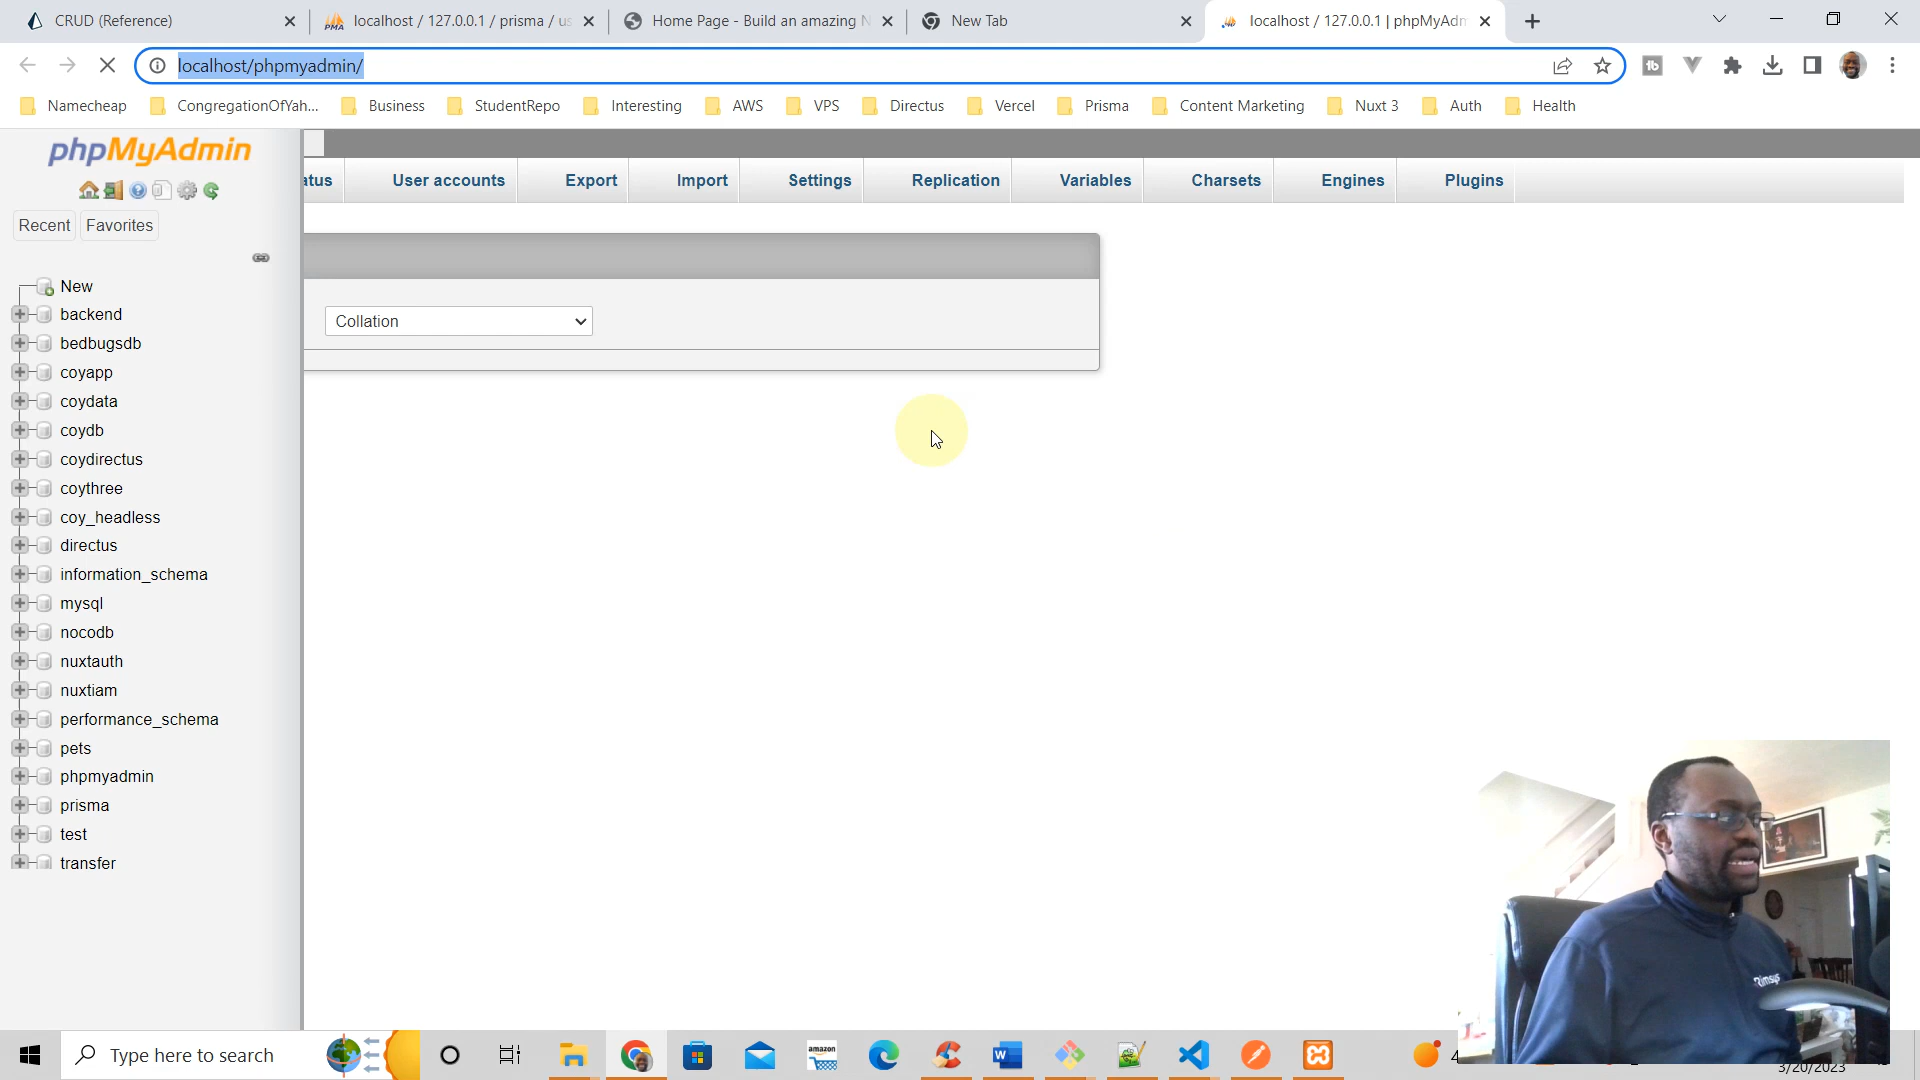 CRUD (Reference)
localhost / 127.0.0.1 / prisma / us
Home Page - Build an amazing N
New Tab
localhost / 127.0.0.1 | phpMyAdm
localhost/phpmyadmin/
Namecheap
CongregationOfYah...
Business
StudentRepo
Interesting
AWS
VPS
Directus
Vercel
Prisma
Content Marketing
Nuxt 3
Auth
Health
phpMyAdmin
atus
User accounts
Export
Import
Settings
Replication
Variables
Charsets
Engines
Plugins
Recent
Favorites
Collation
New
backend
bedbugsdb
coyapp
coydata
coydb
coydirectus
coythree
coy_headless
directus
information_schema
mysql
nocodb
nuxtauth
nuxtiam
performance_schema
pets
phpmyadmin
prisma
test
transfer
Type here to search
amazon
3/20/2023